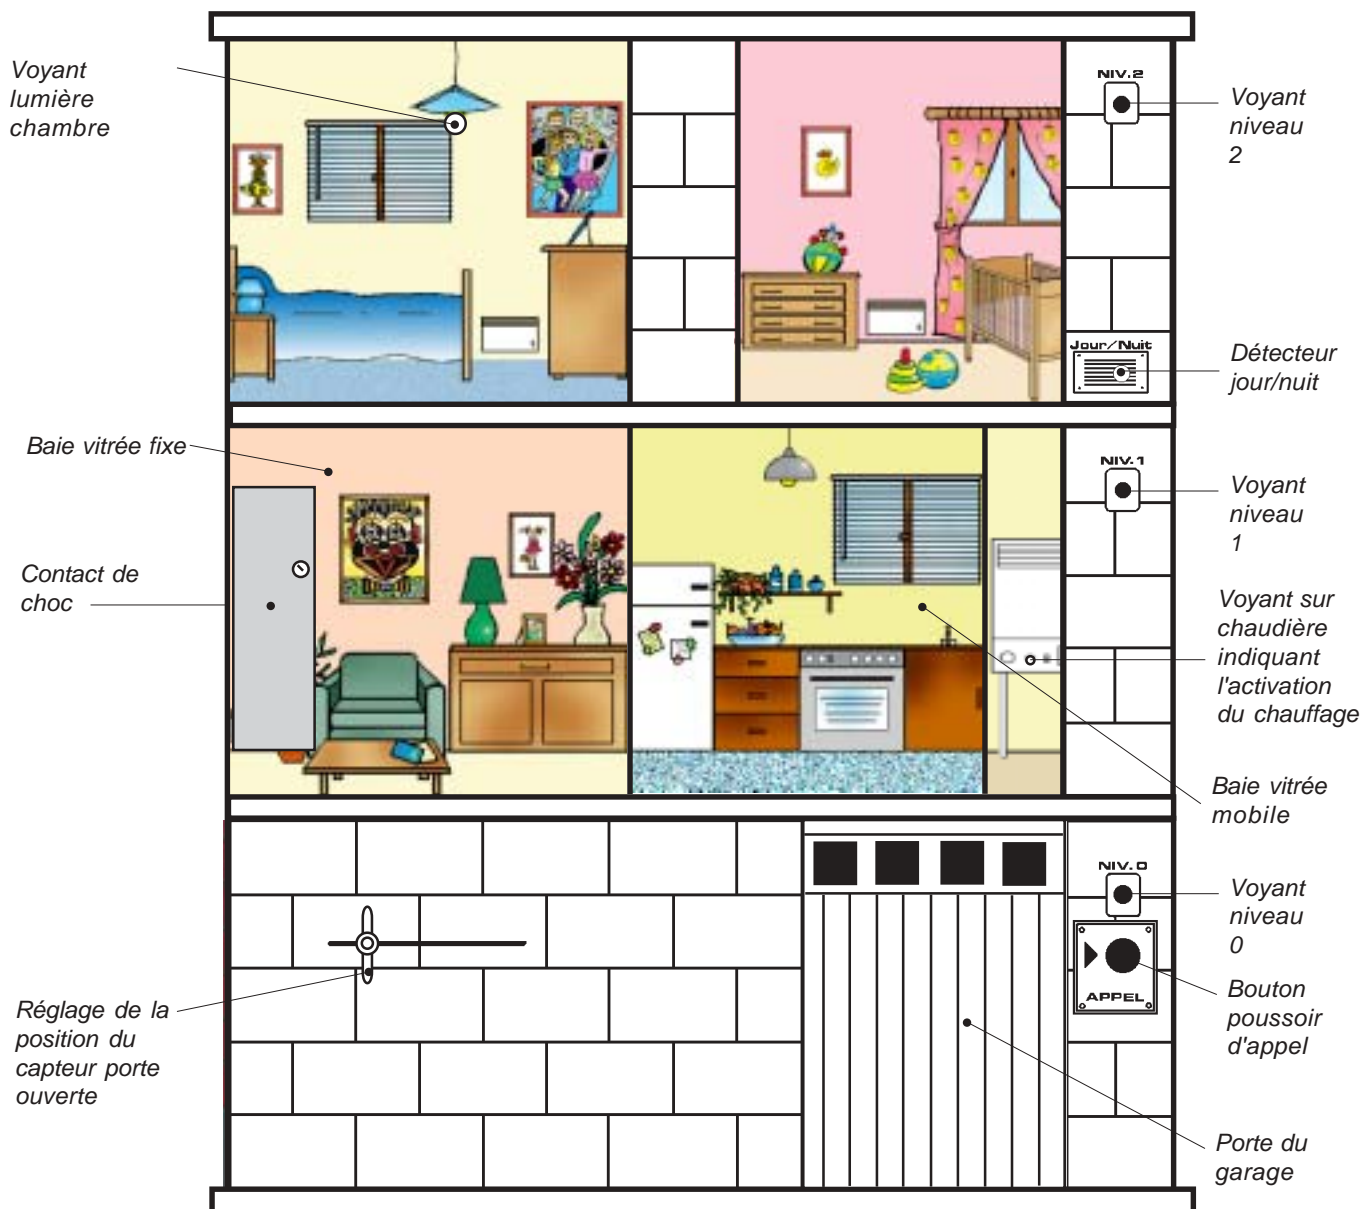 Voyant
lumière
chambre
NIV.2
Voyant
niveau
2
Jour/Nuit
Détecteur
jour/nuit
Baie vitrée fixe
NIV.1
Voyant
niveau
1
Contact de
choc
Voyant sur
chaudière
indiquant
l'activation
du chauffage
Baie vitrée
mobile
NIV.0
Voyant
niveau
0
APPEL
Bouton
poussoir
d'appel
Réglage de la
position du
capteur porte
ouverte
Porte du
garage